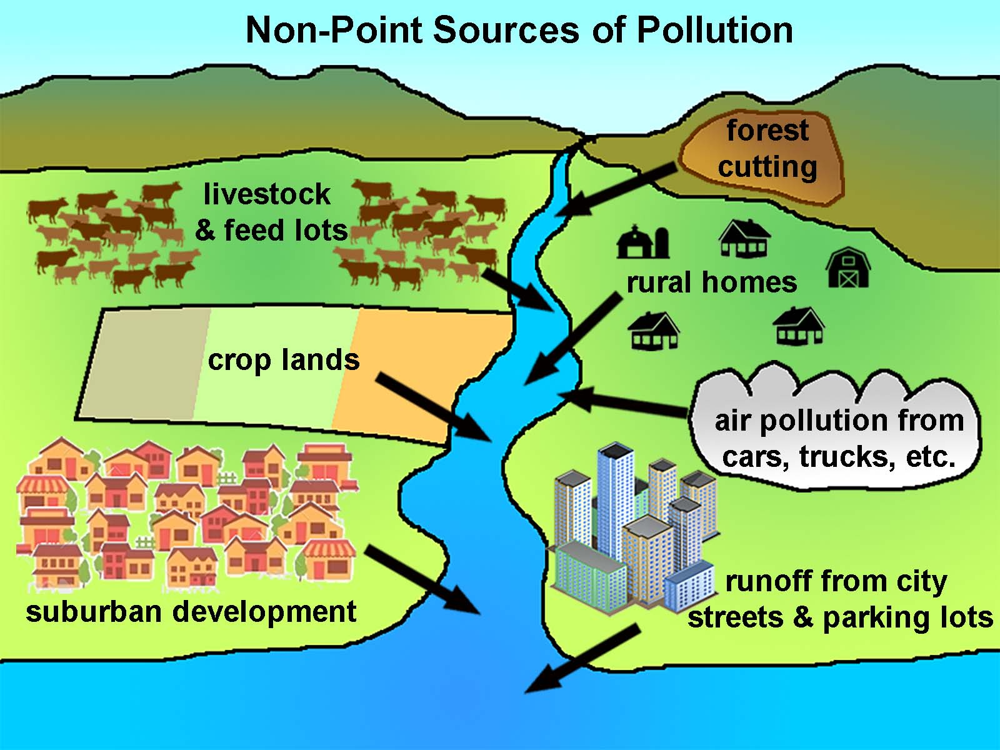 Non-Point Sources of Pollution
forest
cutting
livestock
& feed lots
rural homes
crop lands
air pollution from
cars, trucks, etc.
suburban development
runoff from city
streets & parking lots